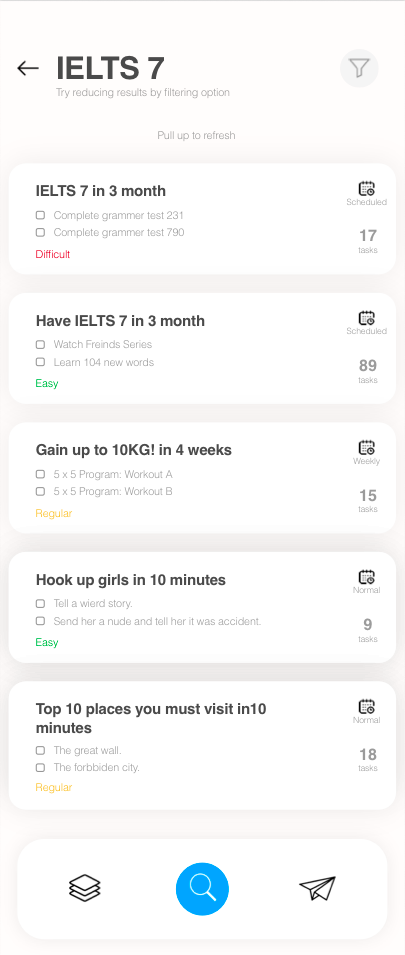 IELTS 7
Try reducing results by filtering option
Pull up to refresh
IELTS 7 in 3 month
Complete grammer test 231
Complete grammer test 790
Difficult
Scheduled
17
tasks
Have IELTS 7 in 3 month
Watch Freinds Series
Learn 104 new words
Easy
Scheduled
89
tasks
Gain up to 10KG! in 4 weeks
5 x 5 Program: Workout A
5 x 5 Program: Workout B
Regular
Weekly
15
tasks
Hook up girls in 10 minutes
Tell a wierd story.
Send her a nude and tell her it was accident.
Easy
Normal
9
tasks
Top 10 places you must visit in10
minutes
The great wall.
The forbbiden city.
Regular
Normal
18
tasks